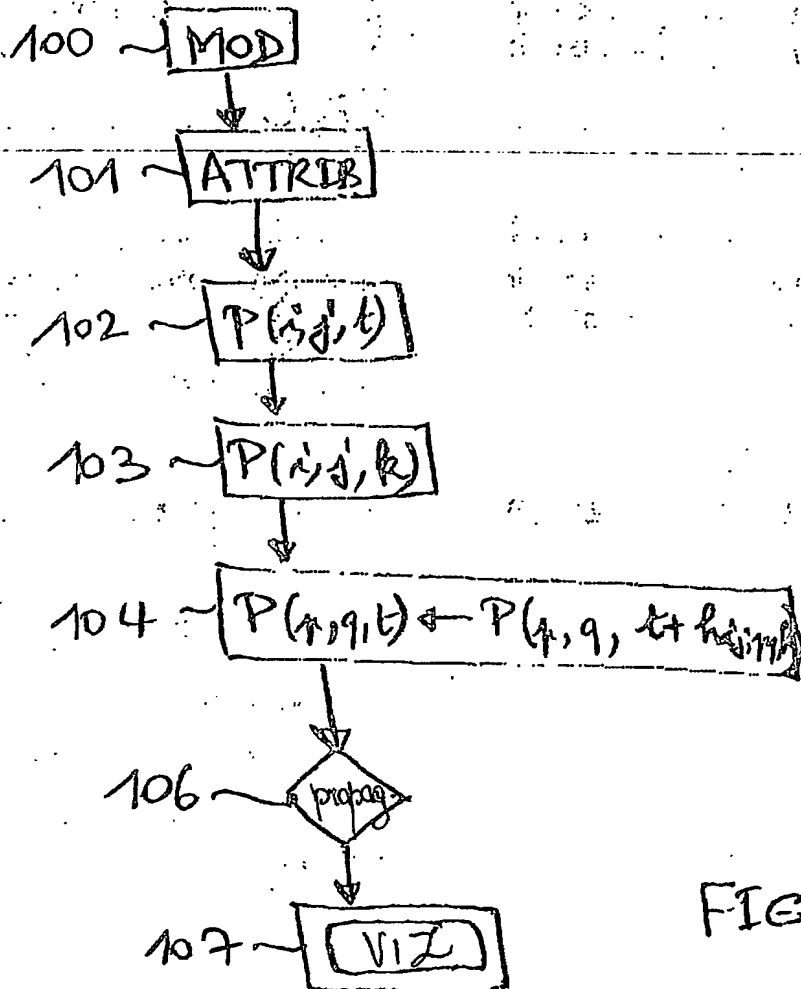 100 MOD
101 ATTRIB
102 P(i,j,t)
103 P(i,j,k)
104 P(p,q,t) ← P(p,q, t+
106 propag
107 VIZ
FIG